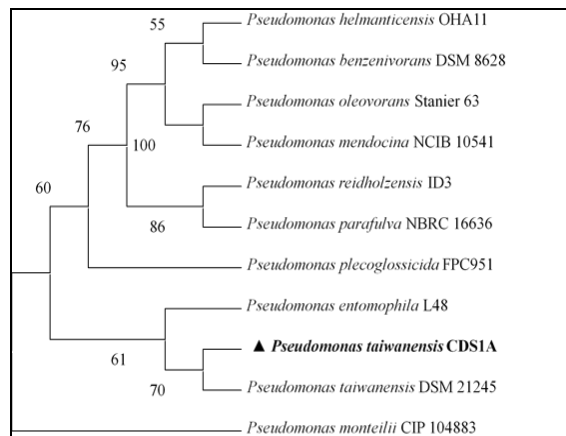 55
Pseudomonas helmanticensis OHA11
95
Pseudomonas benzenivorans DSM 8628
Pseudomonas oleovorans Stanier 63
76
100
Pseudomonas mendocina NCIB 10541
60
Pseudomonas reidholzensis ID3
86
Pseudomonas parafulva NBRC 16636
Pseudomonas plecoglossicida FPC951
Pseudomonas entomophila L48
61
▲ Pseudomonas taiwanensis CDS1A
70
Pseudomonas taiwanensis DSM 21245
Pseudomonas monteilii CIP 104883